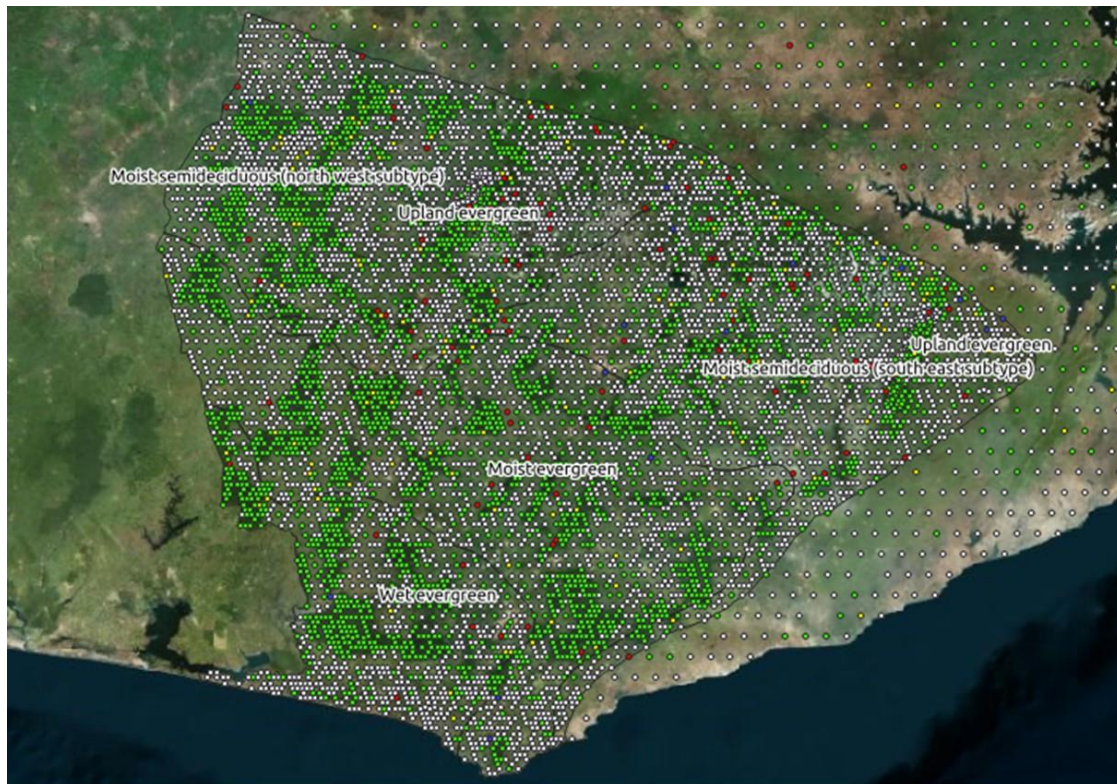 Moist semideciduous (north west subtype)
Upland evergreen
Upland evergreen
Moist semideciduous (south east subtype)
Moist evergreen
Wet evergreen